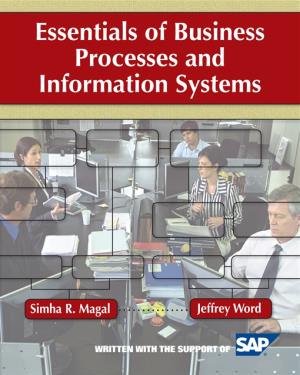 Essentials of Business
Processes and
Information Systems
Simha R. Magal
Jeffrey Word
WRITTEN WITH THE SUPPORT OF SAP